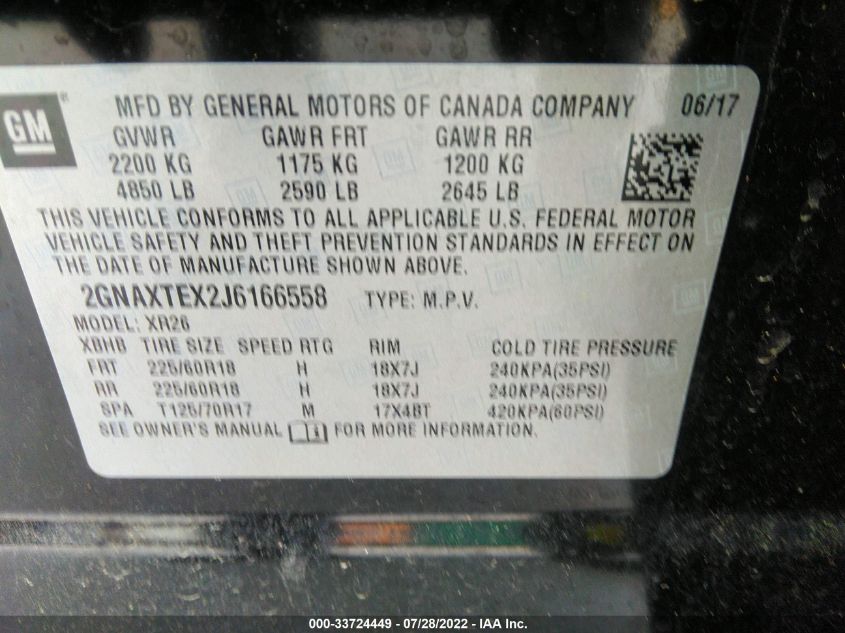 GM ® MFD BY GENERAL MOTORS OF CANADA COMPANY 06/17
GVWR GAWR FRT GAWR RR
2200 KG 1175 KG 1200 KG
4850 LB 2590 LB 2645 LB
THIS VEHICLE CONFORMS TO ALL APPLICABLE U.S. FEDERAL MOTOR
VEHICLE SAFETY AND THEFT PREVENTION STANDARDS IN EFFECT ON
THE DATE OF MANUFACTURE SHOWN ABOVE.
2GNAXTEX2J6166558 TYPE: M.P.V.
MODEL: XR26
XBHB TIRE SIZE SPEED RTG RIM COLD TIRE PRESSURE
FRT 225/60R18 H 18X7J 240KPA(35PSI)
RR 225/60R18 H 18X7J 240KPA(35PSI)
SPA T125/70R17 M 17X4BT 420KPA(60PSI)
SEE OWNER'S MANUAL FOR MORE INFORMATION.
000-33724449 - 07/28/2022 - IAA Inc.